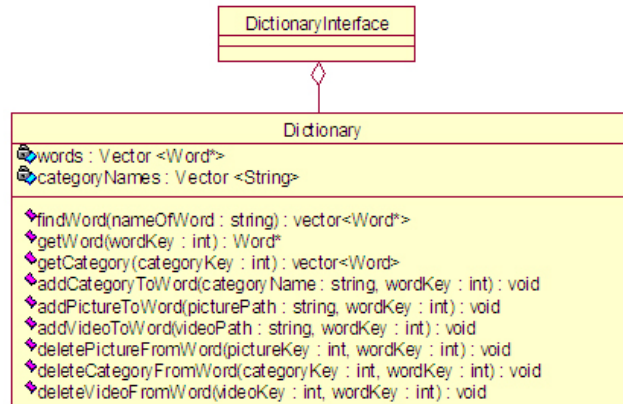 DictionaryInterface
Dictionary
words : Vector <Word*>
categoryNames : Vector <String>
findWord(nameOfWord : string) : vector<Word*>
getWord(wordKey : int) : Word*
getCategory(categoryKey : int) : vector<Word>
addCategoryToWord(categoryName : string, wordKey : int) : void
addPictureToWord(picturePath : string, wordKey : int) : void
addVideoToWord(videoPath : string, wordKey : int) : void
deletePictureFromWord(pictureKey : int, wordKey : int) : void
deleteCategoryFromWord(categoryKey : int, wordKey : int) : void
deleteVideoFromWord(videoKey : int, wordKey : int) : void